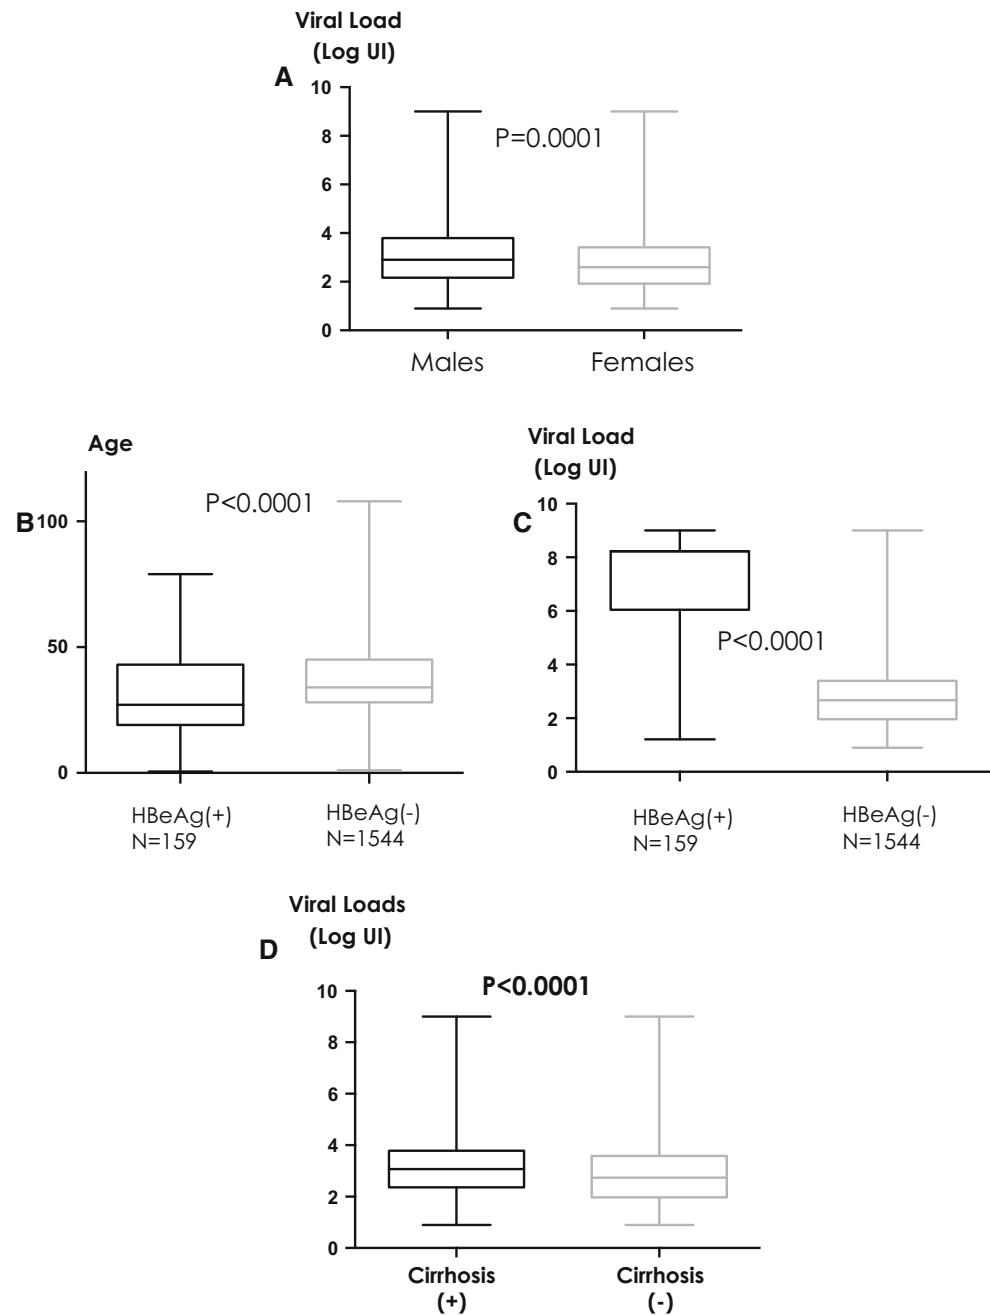 Viral Load
(Log UI)
A
10
P=0.0001
8
6
4
2
0
Males Females
Age
B
P<0.0001
100
50
0
HBeAg(+) HBeAg(-)
N=159 N=1544
Viral Load
(Log UI)
C
10
8
6
P<0.0001
4
2
0
HBeAg(+) HBeAg(-)
N=159 N=1544
Viral Loads
(Log UI)
D
P<0.0001
10
8
6
4
2
0
Cirrhosis Cirrhosis
(+) (-)